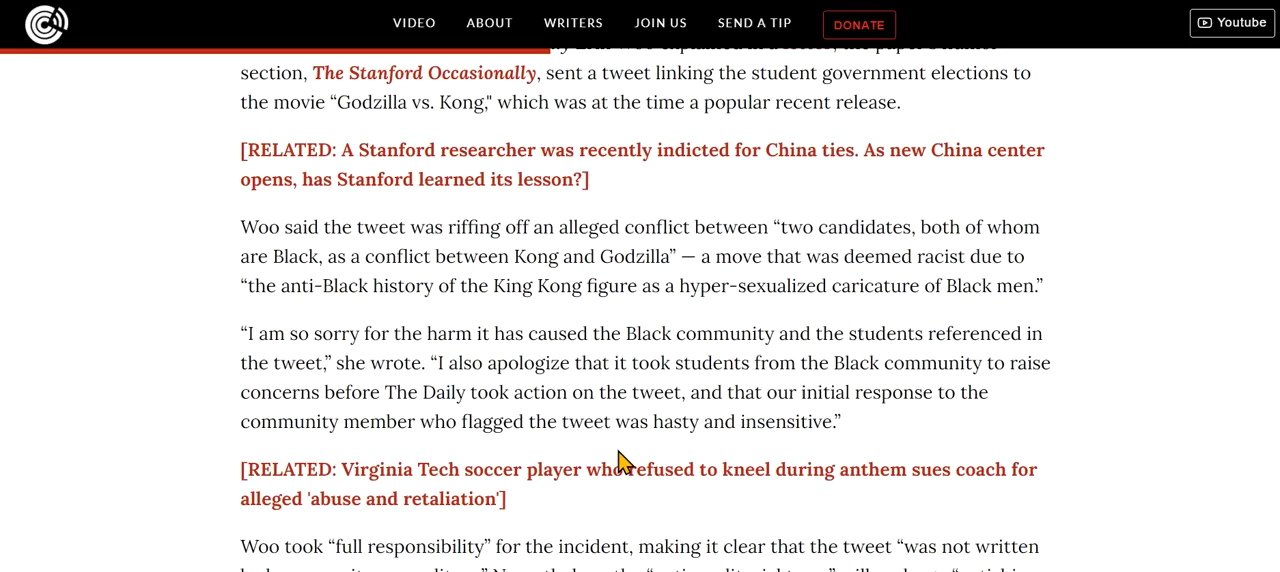 VIDEO ABOUT WRITERS JOIN US SEND A TIP DONATE Youtube
section, The Stanford Occasionally, sent a tweet linking the student government elections to
the movie “Godzilla vs. Kong," which was at the time a popular recent release.
[RELATED: A Stanford researcher was recently indicted for China ties. As new China center
opens, has Stanford learned its lesson?]
Woo said the tweet was riffing off an alleged conflict between “two candidates, both of whom
are Black, as a conflict between Kong and Godzilla” — a move that was deemed racist due to
“the anti-Black history of the King Kong figure as a hyper-sexualized caricature of Black men.”
“I am so sorry for the harm it has caused the Black community and the students referenced in
the tweet,” she wrote. “I also apologize that it took students from the Black community to raise
concerns before The Daily took action on the tweet, and that our initial response to the
community member who flagged the tweet was hasty and insensitive.”
[RELATED: Virginia Tech soccer player who refused to kneel during anthem sues coach for
alleged 'abuse and retaliation']
Woo took “full responsibility” for the incident, making it clear that the tweet “was not written